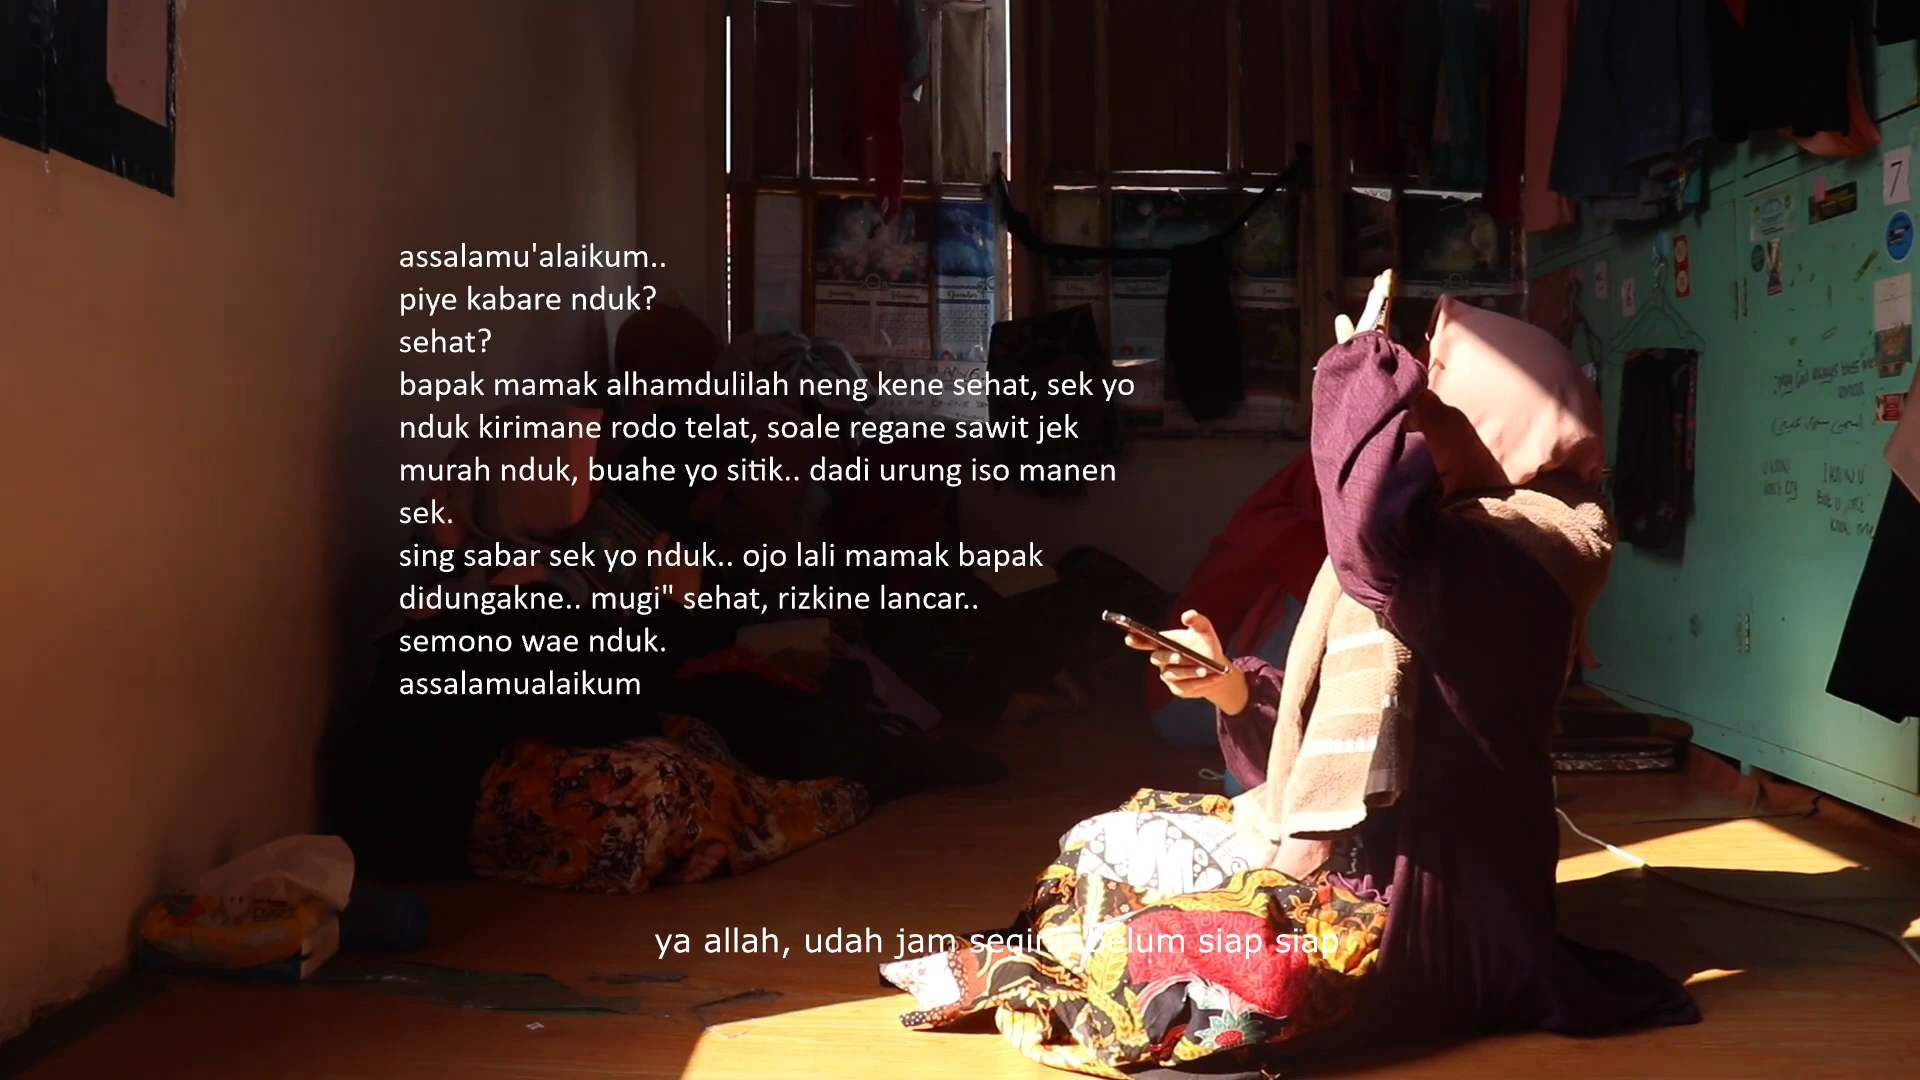 assalamu'alaikum..
piye kabare nduk?
sehat?
bapak mamak alhamdulilah neng kene sehat, sek yo
nduk kirimane rodo telat, soale regane sawit jek
murah nduk, buahe yo sitik.. dadi urung iso manen
sek.
sing sabar sek yo nduk.. ojo lali mamak bapak
didungakne.. mugi" sehat, rizkine lancar..
semono wae nduk.
assalamualaikum
7
ya allah, udah jam segini, belum siap siap